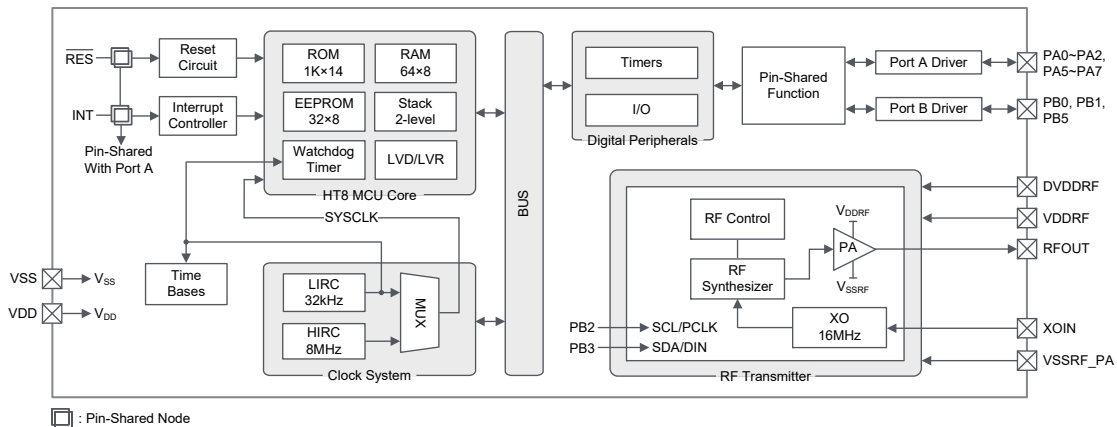 RES
Reset
Circuit
INT
Interrupt
Controller
Pin-Shared
With Port A
ROM
1K×14
RAM
64×8
EEPROM
32×8
Stack
2-level
Watchdog
Timer
LVD/LVR
HT8 MCU Core
SYSCLK
Time
Bases
VSS
VSS
VDD
VDD
LIRC
32kHz
HIRC
8MHz
MUX
Clock System
BUS
Timers
I/O
Digital Peripherals
Pin-Shared
Function
Port A Driver
Port B Driver
PA0~PA2,
PA5~PA7
PB0, PB1,
PB5
DVDDRF
VDDRF
RFOUT
XOIN
VSSRF_PA
RF Control
RF
Synthesizer
VDDRF
PA
VSSRF
XO
16MHz
PB2
SCL/PCLK
PB3
SDA/DIN
RF Transmitter
: Pin-Shared Node